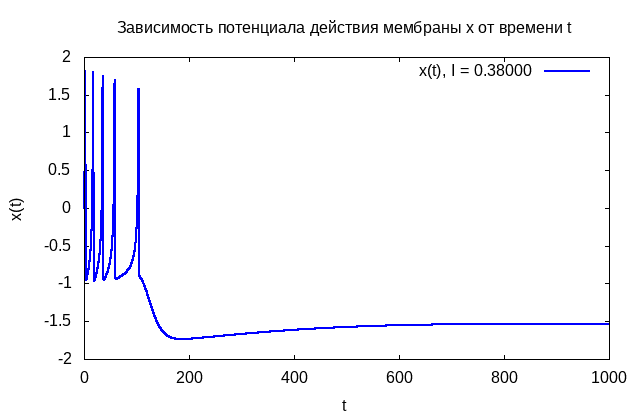 Зависимость потенциала действия мембраны x от времени t
x(t), I = 0.38000
2
1.5
1
0.5
0
-0.5
-1
-1.5
-2
x(t)
0 200 400 600 800 1000
t